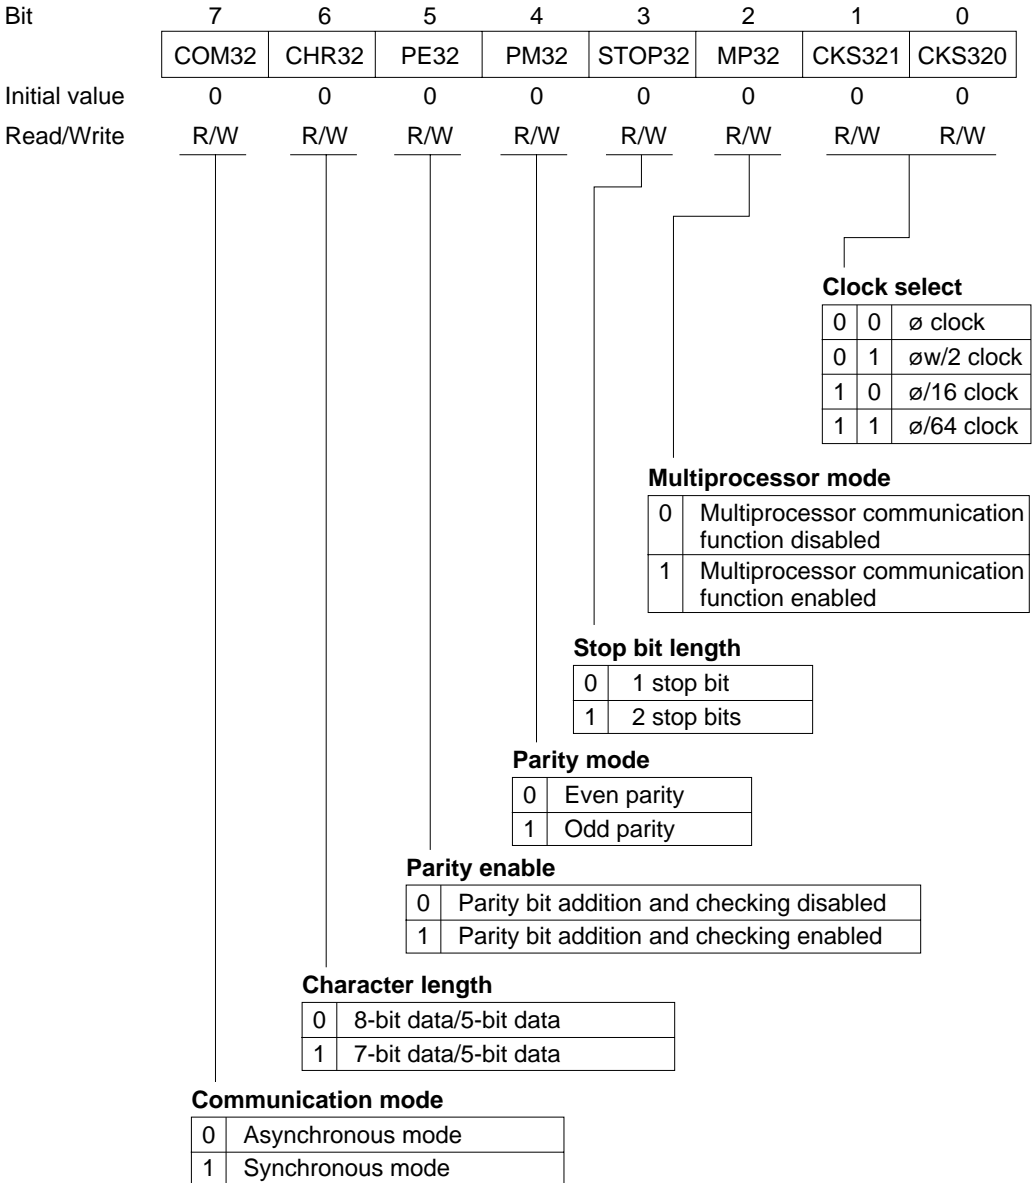 Bit 7 6 5 4 3 2 1 0
COM32 CHR32 PE32 PM32 STOP32 MP32 CKS321 CKS320
Initial value 0 0 0 0 0 0 0 0
Read/Write R/W R/W R/W R/W R/W R/W R/W R/W
Clock select
0 0 ø clock
0 1 øw/2 clock
1 0 ø/16 clock
1 1 ø/64 clock
Multiprocessor mode
0 Multiprocessor communication
function disabled
1 Multiprocessor communication
function enabled
Stop bit length
0 1 stop bit
1 2 stop bits
Parity mode
0 Even parity
1 Odd parity
Parity enable
0 Parity bit addition and checking disabled
1 Parity bit addition and checking enabled
Character length
0 8-bit data/5-bit data
1 7-bit data/5-bit data
Communication mode
0 Asynchronous mode
1 Synchronous mode